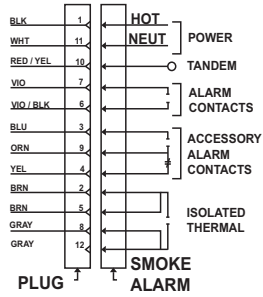 BLK 1 HOT
WHT 11 NEUT
POWER
RED / YEL 10 TANDEM
VIO 7
VIO / BLK 6
ALARM
CONTACTS
BLU 3
ORN 9
YEL 4
ACCESSORY
ALARM
CONTACTS
BRN 2
BRN 5
GRAY 8
GRAY 12
ISOLATED
THERMAL
PLUG
SMOKE
ALARM